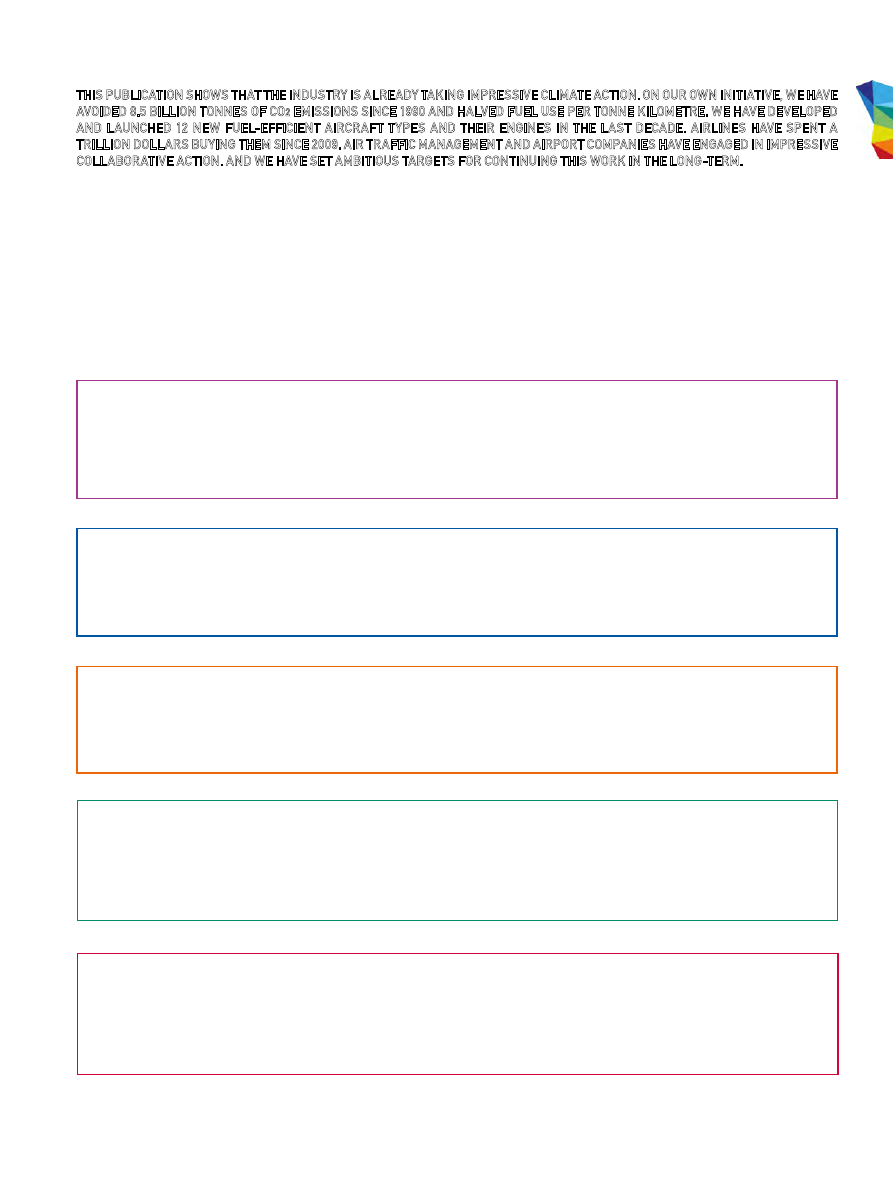 THIS PUBLICATION SHOWS THAT THE INDUSTRY IS ALREADY TAKING IMPRESSIVE CLIMATE ACTION. ON OUR OWN INITIATIVE, WE HAVE
AVOIDED 8.5 BILLION TONNES OF CO₂ EMISSIONS SINCE 1990 AND HALVED FUEL USE PER TONNE KILOMETRE. WE HAVE DEVELOPED
AND LAUNCHED 12 NEW FUEL-EFFICIENT AIRCRAFT TYPES AND THEIR ENGINES IN THE LAST DECADE. AIRLINES HAVE SPENT A
TRILLION DOLLARS BUYING THEM SINCE 2009. AIR TRAFFIC MANAGEMENT AND AIRPORT COMPANIES HAVE ENGAGED IN IMPRESSIVE
COLLABORATIVE ACTION. AND WE HAVE SET AMBITIOUS TARGETS FOR CONTINUING THIS WORK IN THE LONG-TERM.